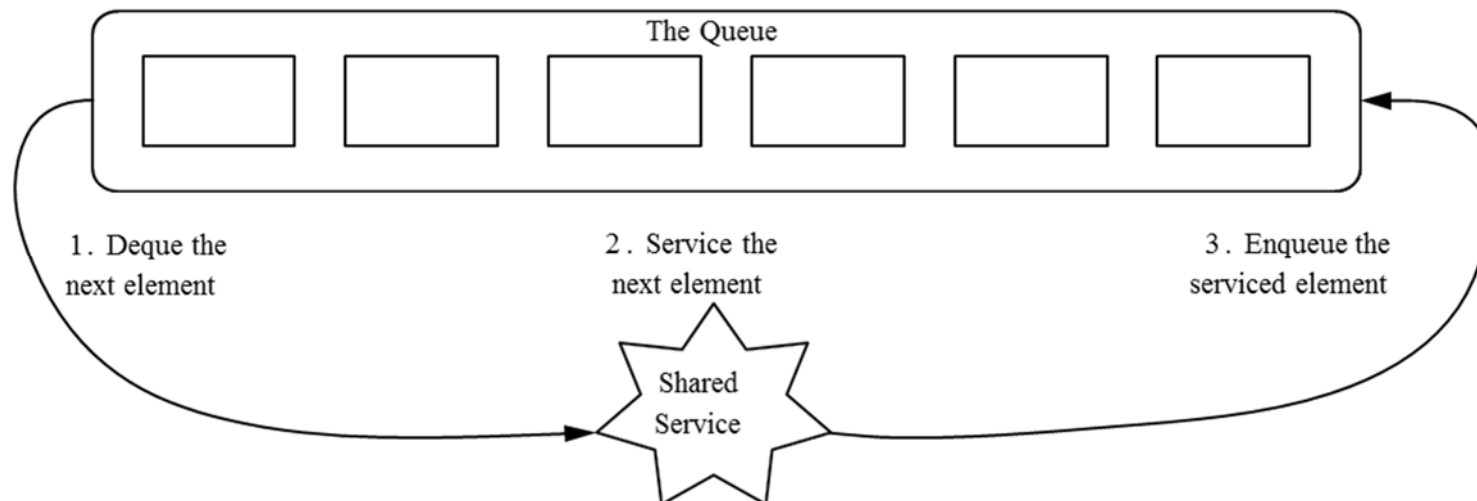 The Queue
1. Deque the
next element
2. Service the
next element
3. Enqueue the
serviced element
Shared
Service